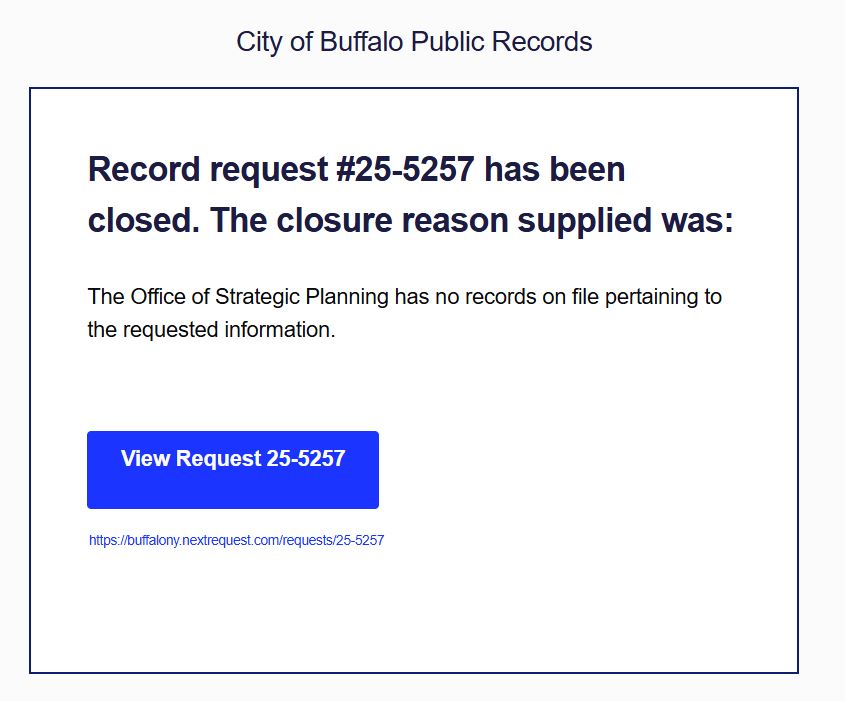 City of Buffalo Public Records
Record request #25-5257 has been
closed. The closure reason supplied was:
The Office of Strategic Planning has no records on file pertaining to
the requested information.
View Request 25-5257
https://buffalony.nextrequest.com/requests/25-5257